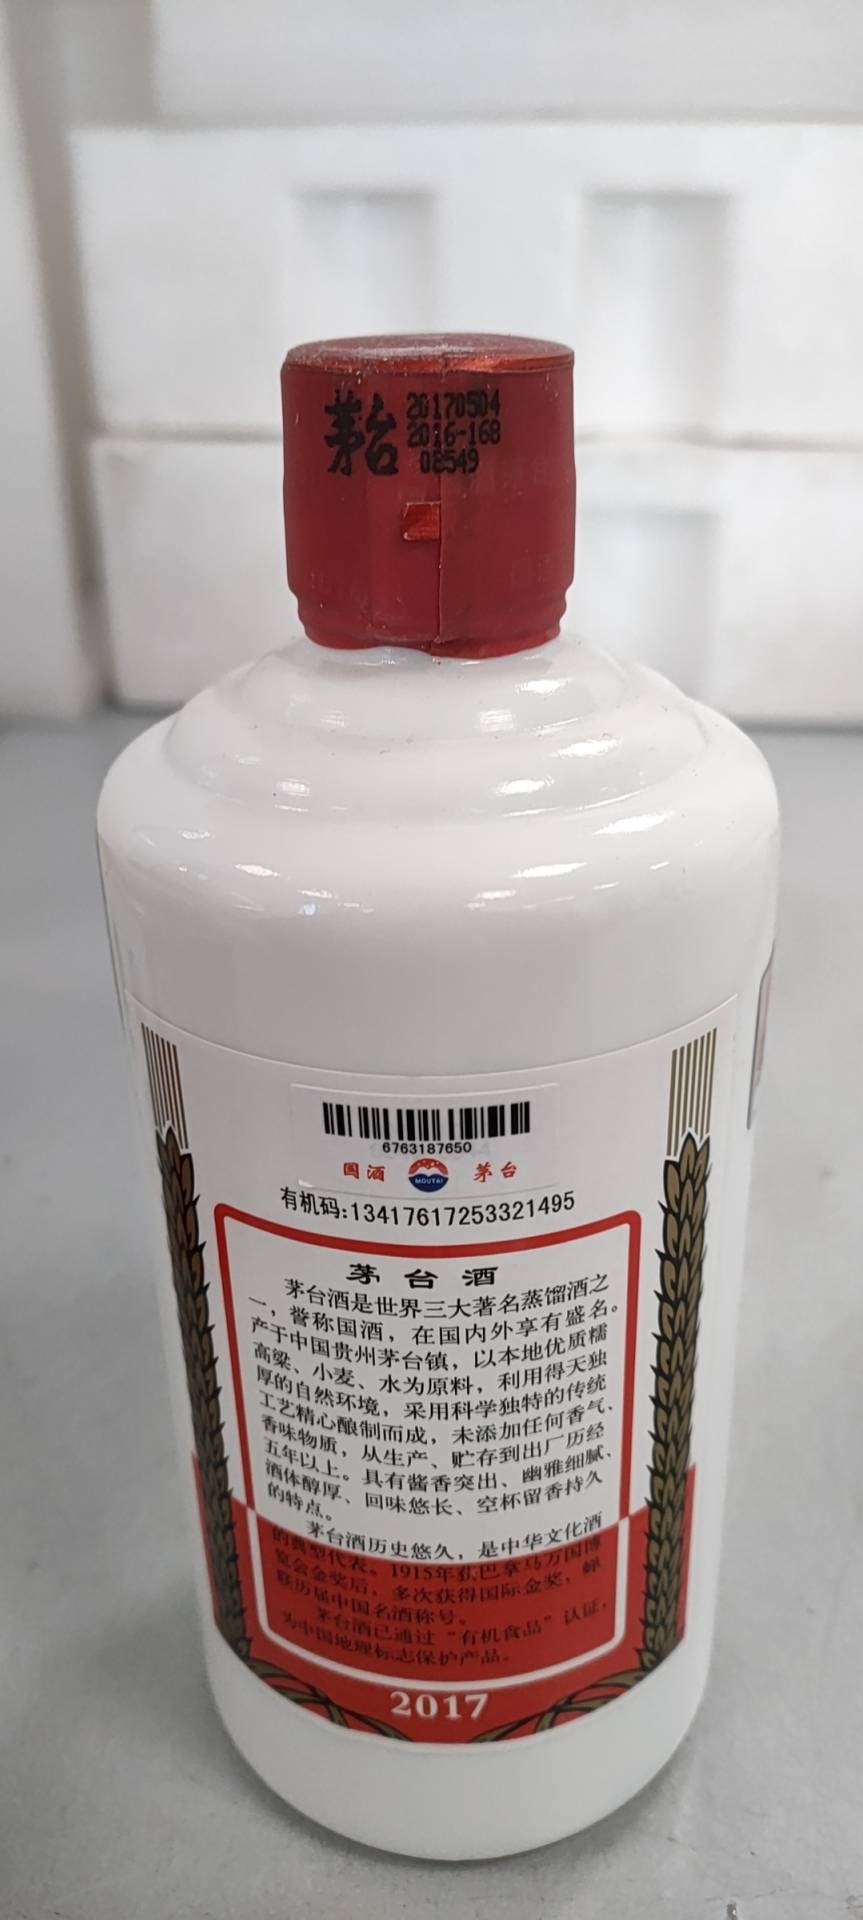 茅台 20170504
2016-168
08549
6763187650
国酒 MOUTAI 茅台
有机码:13417617253321495
茅台酒
茅台酒是世界三大著名蒸馏酒之
一，誉称国酒，在国内外享有盛名。
产于中国贵州茅台镇，以本地优质糯
高粱、小麦、水为原料，利用得天独
厚的自然环境，采用科学独特的传统
工艺精心酿制而成，未添加任何香气、
香味物质，从生产、贮存到出厂历经
五年以上。具有酱香突出、幽雅细腻、
酒体醇厚、回味悠长、空杯留香持久
的特点。
茅台酒历史悠久，是中华文化酒
的典型代表。1915年获巴拿马万国博
览会金奖后，多次获得国际金奖，蝉
联历届中国名酒称号。
茅台酒已通过“有机食品”认证，
为中国地理标志保护产品。
2017